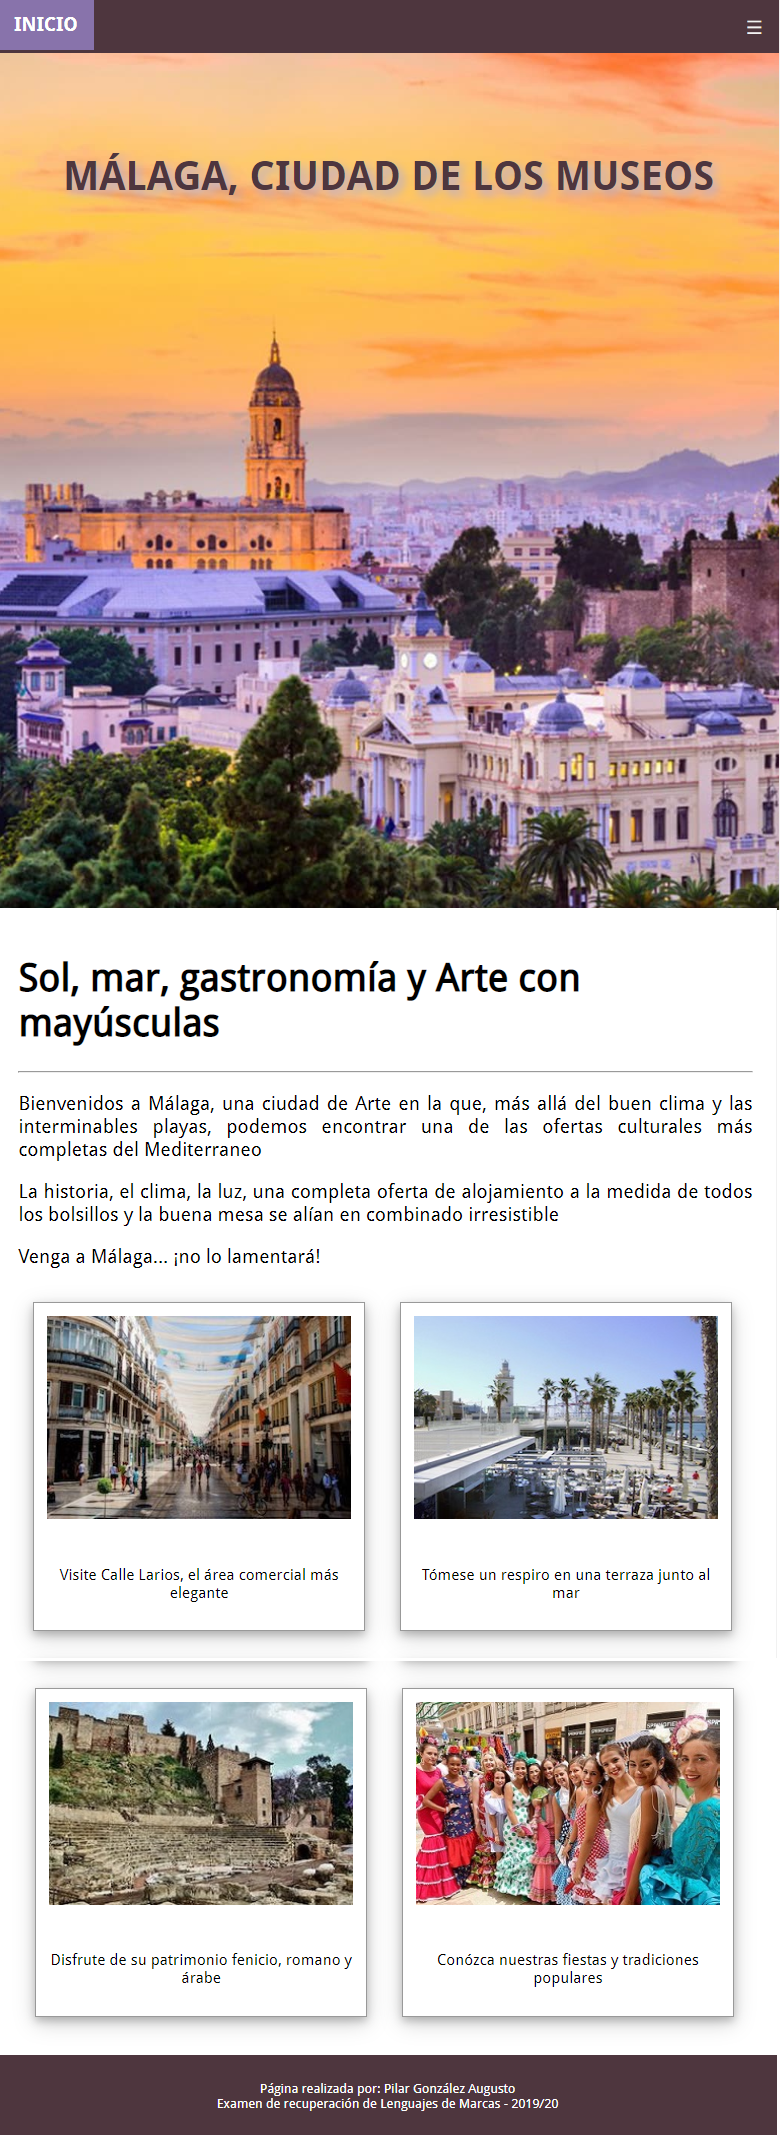 INICIO ☰
MÁLAGA, CIUDAD DE LOS MUSEOS
Sol, mar, gastronomía y Arte con
mayúsculas
Bienvenidos a Málaga, una ciudad de Arte en la que, más allá del buen clima y las
interminables playas, podemos encontrar una de las ofertas culturales más
completas del Mediterraneo
La historia, el clima, la luz, una completa oferta de alojamiento a la medida de todos
los bolsillos y la buena mesa se alían en combinado irresistible
Venga a Málaga... ¡no lo lamentará!
Visite Calle Larios, el área comercial más
elegante
Tómese un respiro en una terraza junto al
mar
Disfrute de su patrimonio fenicio, romano y
árabe
Conózca nuestras fiestas y tradiciones
populares
Página realizada por: Pilar González Augusto
Examen de recuperación de Lenguajes de Marcas - 2019/20